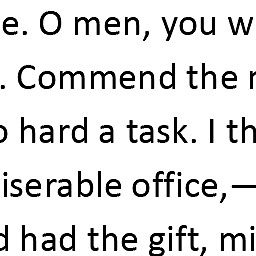 e. O men, you w
. Commend the
o hard a task. I th
iserable office,—
d had the gift, mi